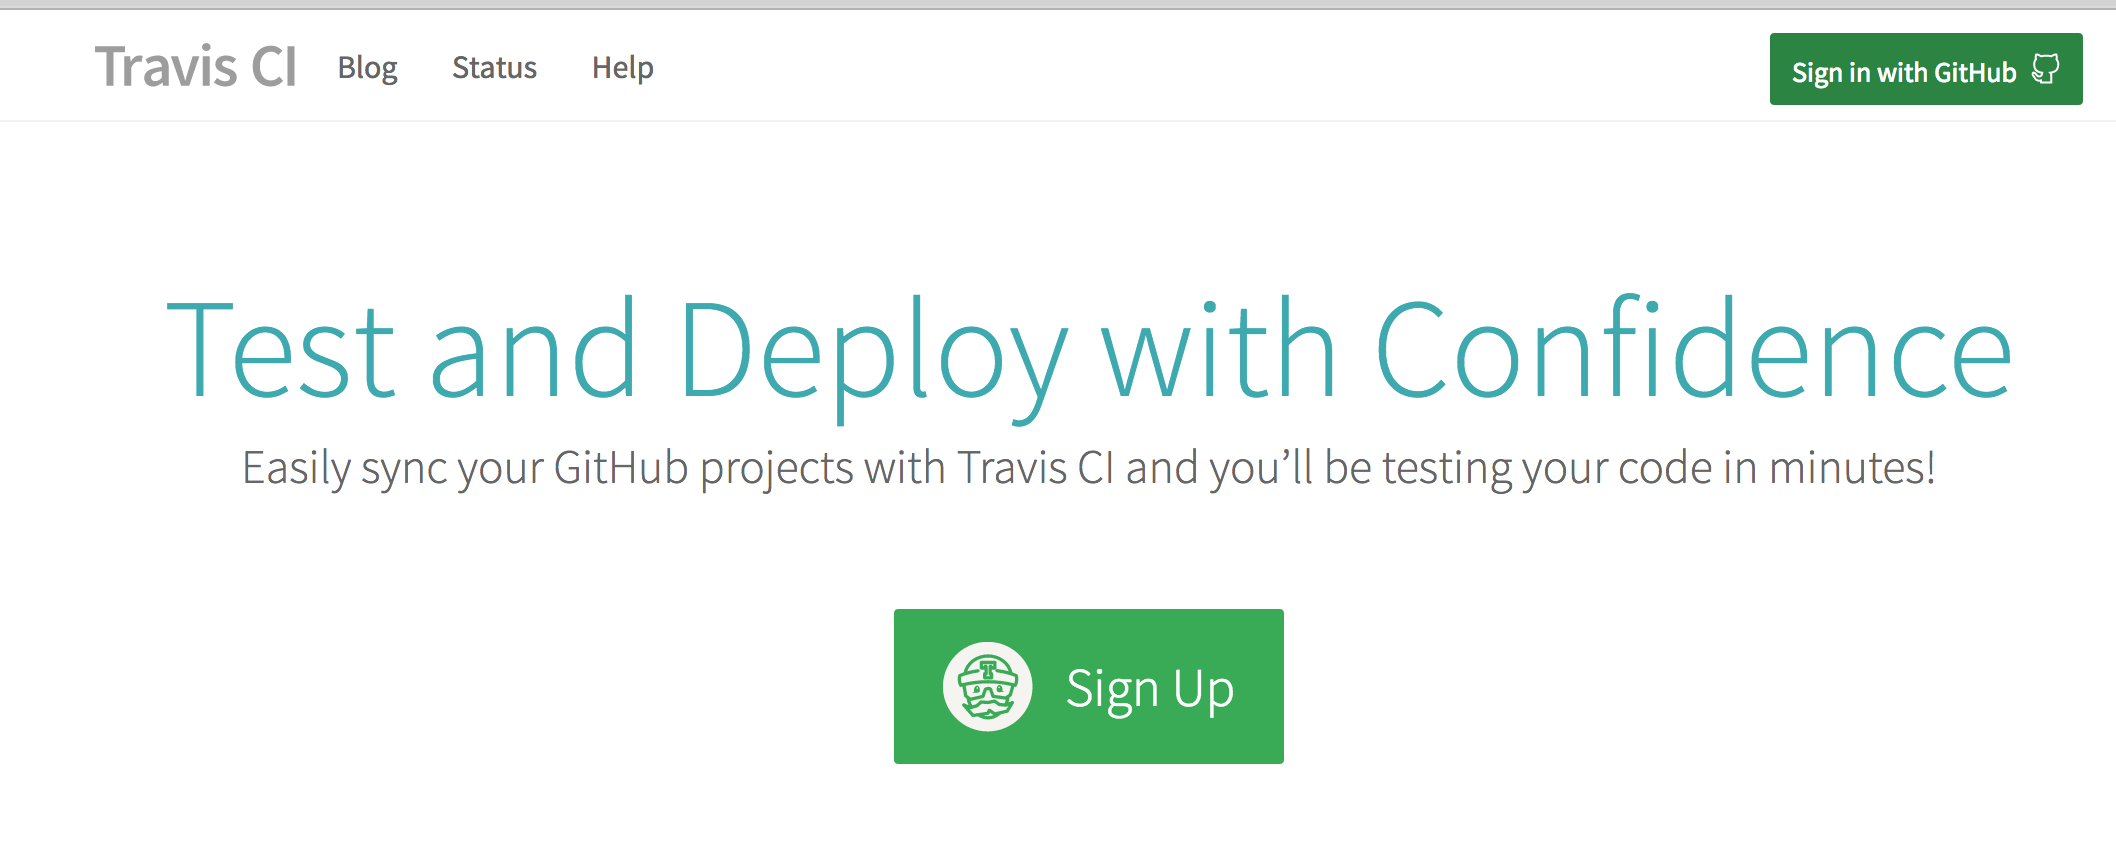 Travis CI Blog Status Help Sign in with GitHub
Test and Deploy with Confidence
Easily sync your GitHub projects with Travis CI and you’ll be testing your code in minutes!
T
Sign Up